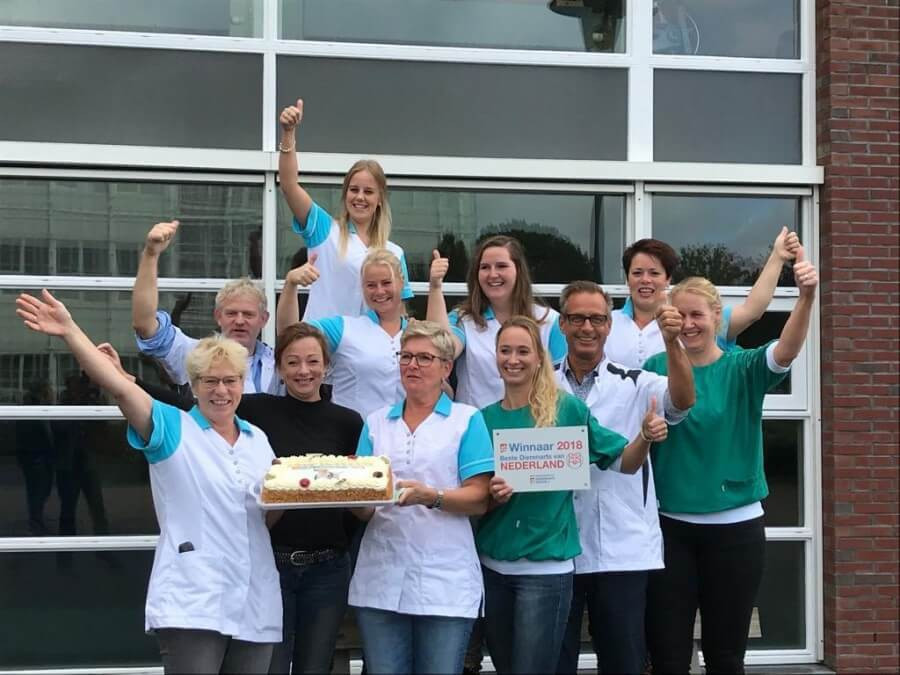 Winnaar 2018
Beste Dierenarts van
NEDERLAND